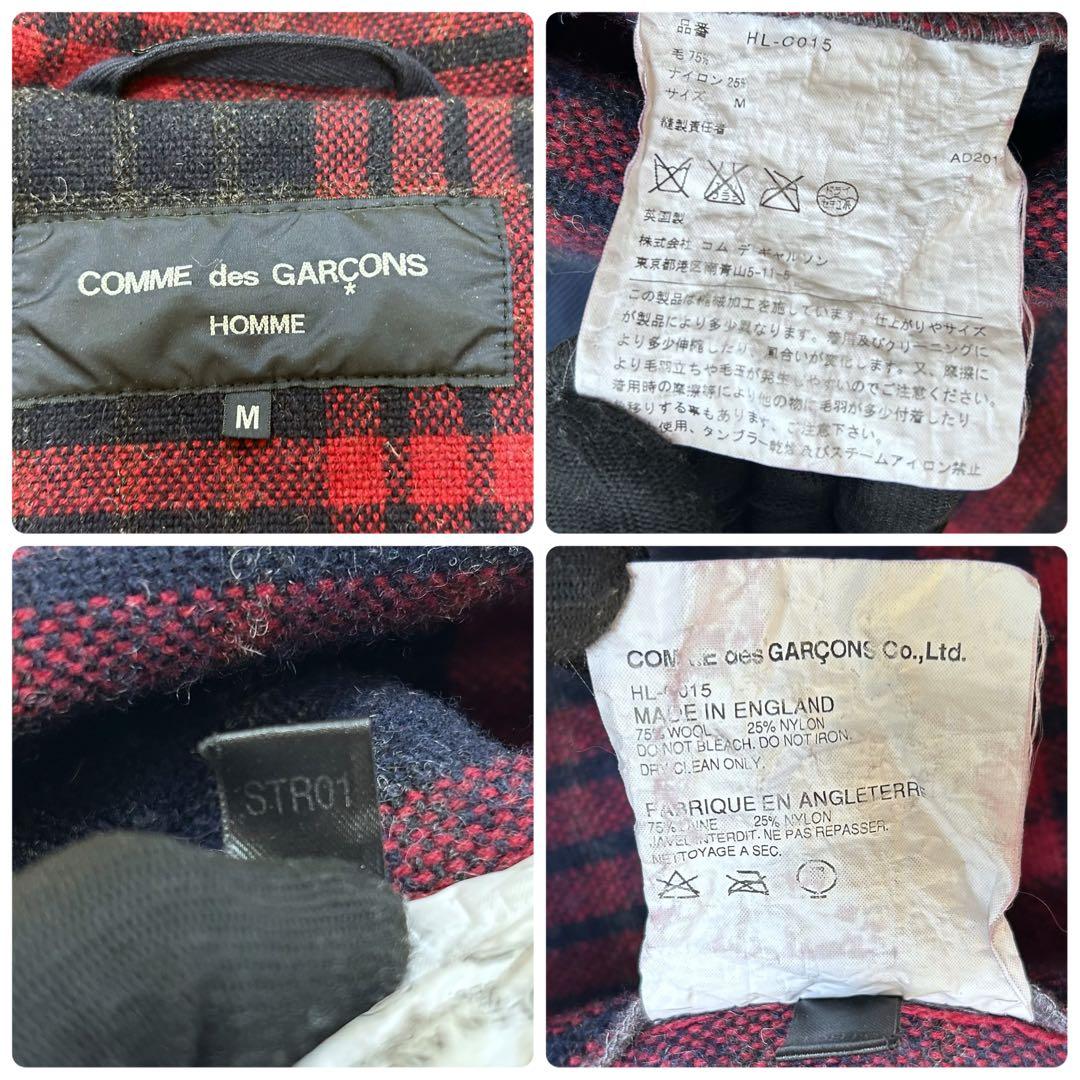 COMME des GARÇONS
*
HOMME
M
品番 HL-C015
毛 75%
ナイロン 25%
サイズ M
縫製責任者
AD201
ドライ
セキユ系
英国製
株式会社 コム デ ギャルソン
東京都港区南青山5-11-5
この製品は縮絨加工を施しています。仕上がりやサイズ
が製品により多少異なります。着用及びクリーニングに
より多少伸縮したり、風合いが変化します。又、摩擦に
より毛羽立ちや毛玉が発生しやすいのでご注意ください。
着用時の摩擦等により他の物に毛羽が多少付着したり
移りする事もあります。ご注意下さい。
使用、タンブラー乾燥及びスチームアイロン禁止
STR01
COMME des GARÇONS Co.,Ltd.
HL-C015
MADE IN ENGLAND
75% WOOL 25% NYLON
DO NOT BLEACH. DO NOT IRON.
DRY CLEAN ONLY.
FABRIQUE EN ANGLETERRE
75% LAINE 25% NYLON
JAVEL INTERDIT. NE PAS REPASSER.
NETTOYAGE A SEC.